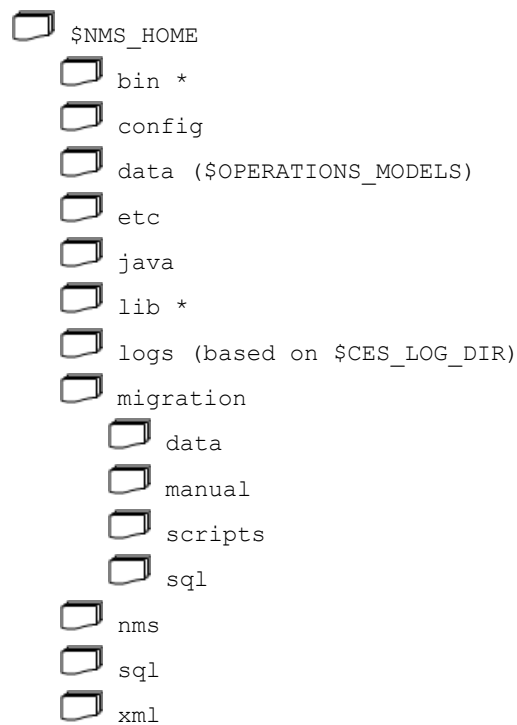 $NMS_HOME
bin *
config
data ($OPERATIONS_MODELS)
etc
java
lib *
logs (based on $CES_LOG_DIR)
migration
data
manual
scripts
sql
nms
sql
xml